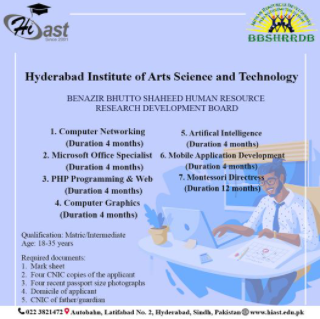 Hiast
Since 2001
BBSHRRDB
Hyderabad Institute of Arts Science and Technology
BENAZIR BHUTTO SHAHEED HUMAN RESOURCE
RESEARCH DEVELOPMENT BOARD
1. Computer Networking
(Duration 4 months)
2. Microsoft Office Specialist
(Duration 4 months)
3. PHP Programming & Web
(Duration 4 months)
4. Computer Graphics
(Duration 4 months)
5. Artifical Intelligence
(Duration 4 months)
6. Mobile Application Development
(Duration 4 months)
7. Montessori Directress
(Duration 12 months)
Qualification: Matric/Intermediate
Age: 18-35 years
Required documents:
1. Mark sheet
2. Four CNIC copies of the applicant
3. Four recent passport size photographs
4. Domicile of applicant
5. CNIC of father/guardian
022 3821472 Autobahn, Latifabad No. 2, Hyderabad, Sindh, Pakistan www.hiast.edu.pk